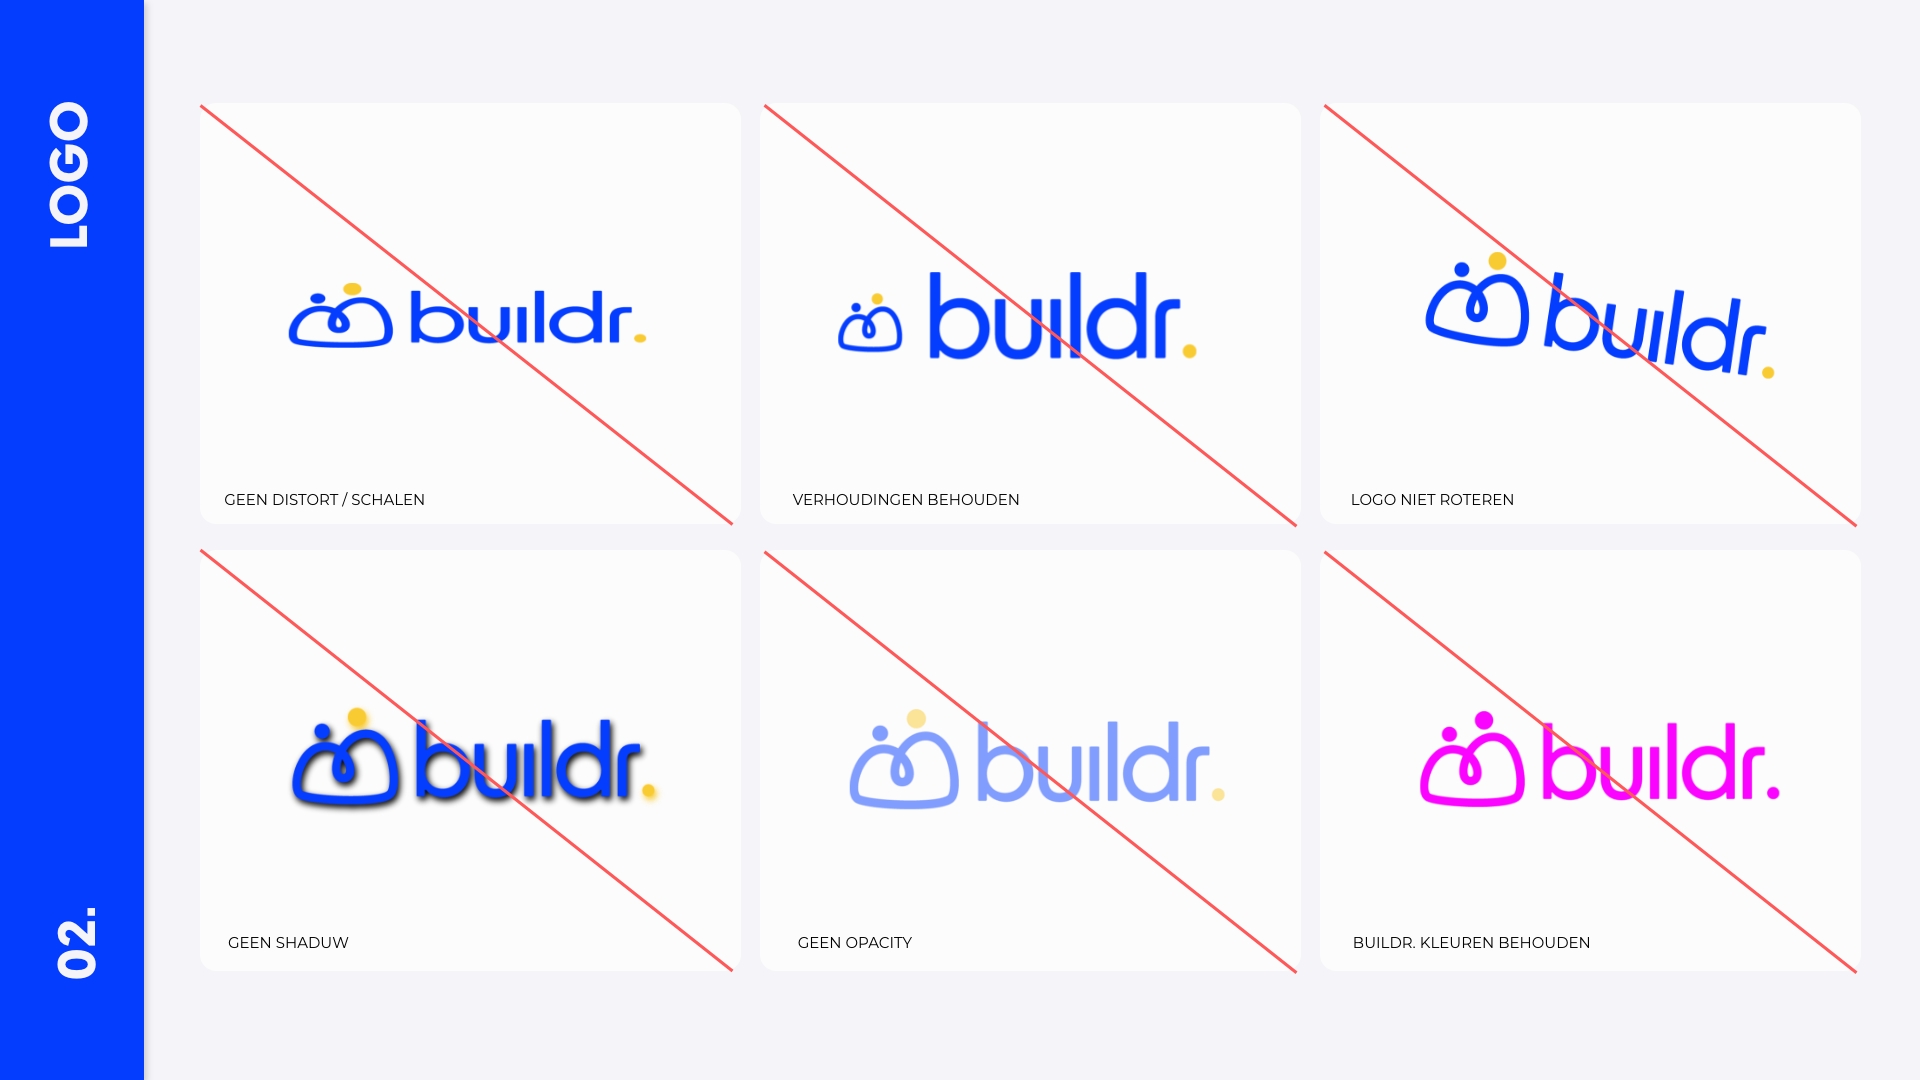 LOGO
buildr.
buildr.
buildr.
GEEN DISTORT / SCHALEN
VERHOUDINGEN BEHOUDEN
LOGO NIET ROTEREN
buildr.
buildr.
buildr.
GEEN SHADUW
GEEN OPACITY
BUILDR. KLEUREN BEHOUDEN
02.